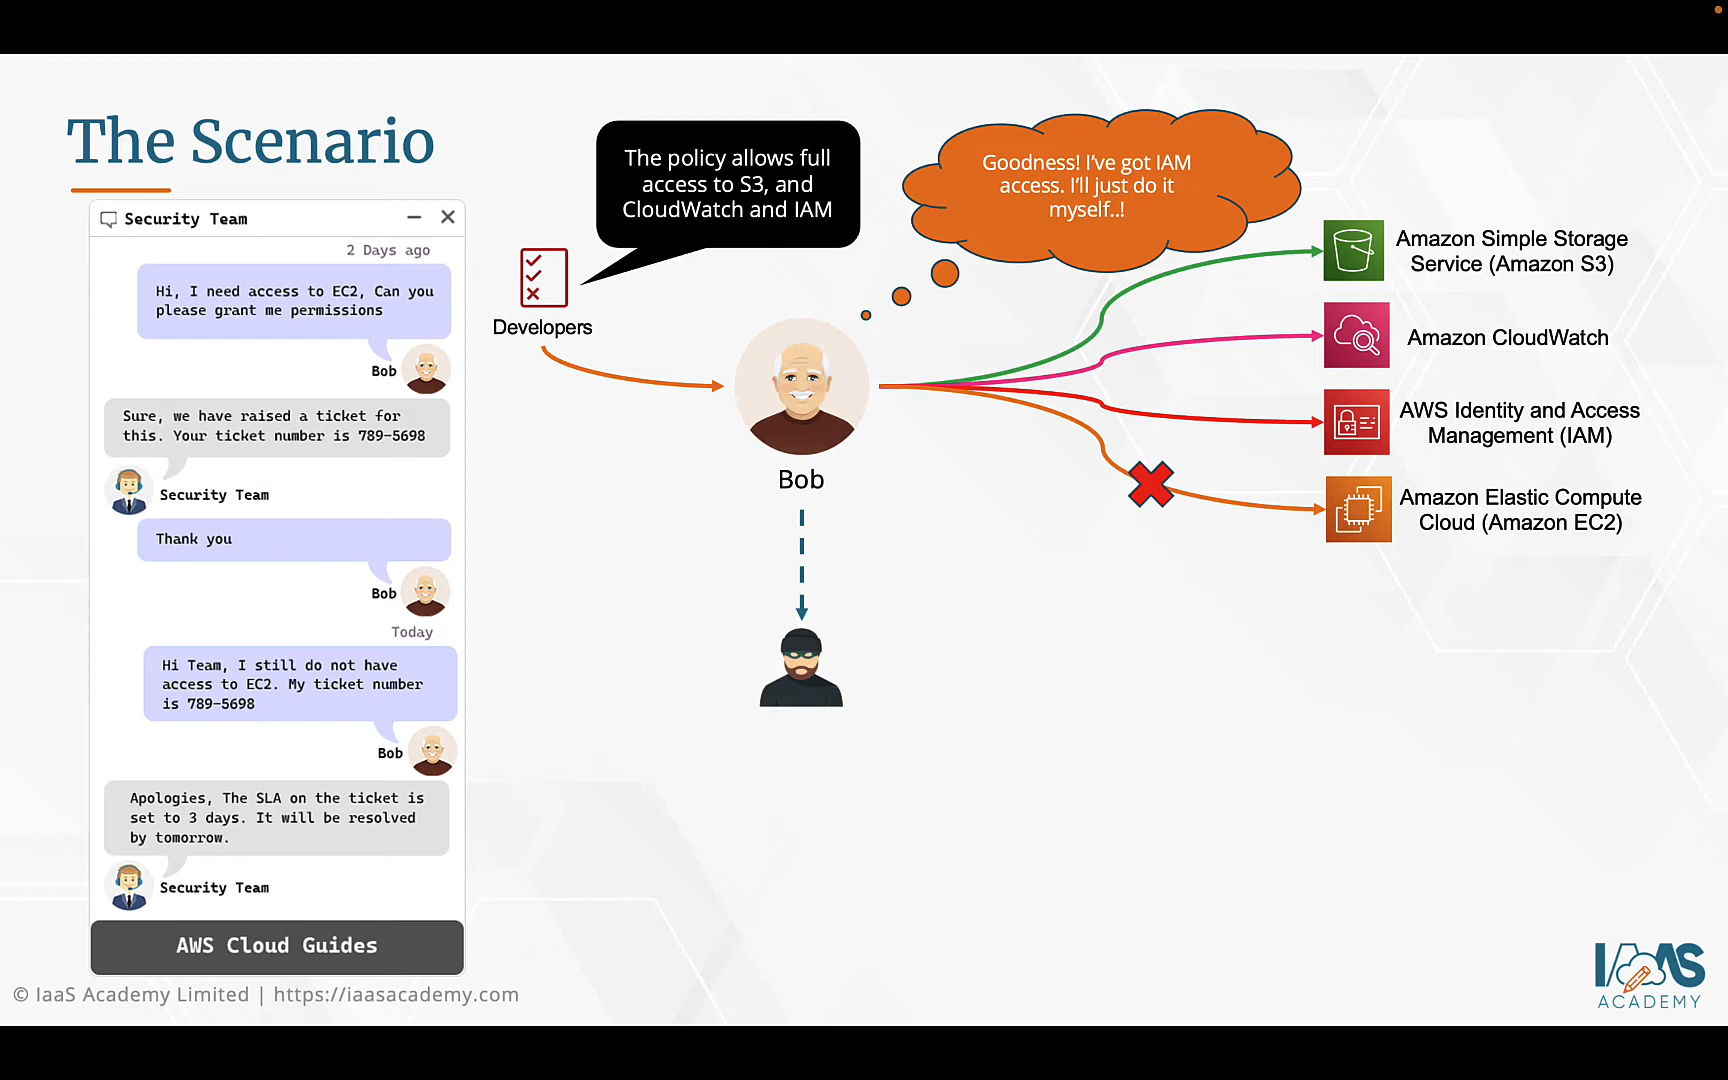 The Scenario
Security Team
2 Days ago
Hi, I need access to EC2, Can you
please grant me permissions
Bob
Sure, we have raised a ticket for
this. Your ticket number is 789-5698
Security Team
Thank you
Bob
Today
Hi Team, I still do not have
access to EC2. My ticket number
is 789-5698
Bob
Apologies, The SLA on the ticket is
set to 3 days. It will be resolved
by tomorrow.
Security Team
AWS Cloud Guides
The policy allows full
access to S3, and
CloudWatch and IAM
Developers
Goodness! I've got IAM
access. I'll just do it
myself..!
Bob
Amazon Simple Storage
Service (Amazon S3)
Amazon CloudWatch
AWS Identity and Access
Management (IAM)
Amazon Elastic Compute
Cloud (Amazon EC2)
© IaaS Academy Limited | https://iaasacademy.com
IAAS
ACADEMY